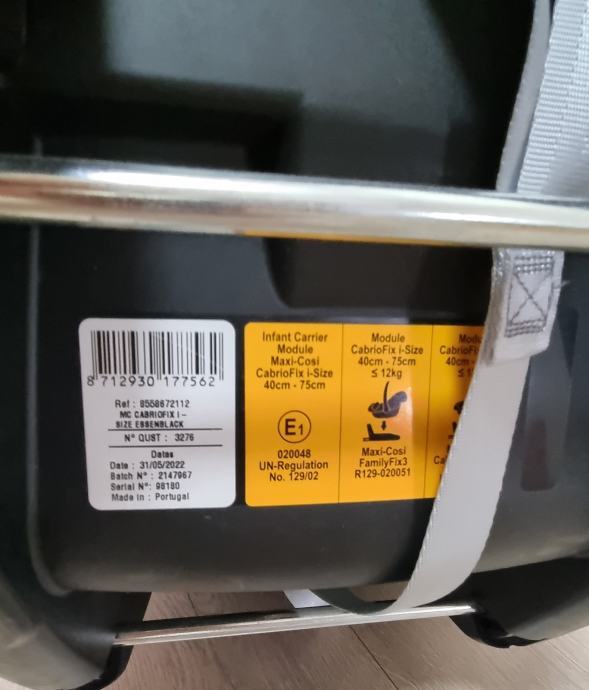 8 712930 177562
Ref : 8558672112
MC CABRIOFIX I-
SIZE ESSENBLACK
N° QUST : 3276
Datas
Date : 31/05/2022
Batch N° : 2147967
Serial N°: 98180
Made in : Portugal
Infant Carrier
Module
Maxi-Cosi
CabrioFix i-Size
40cm - 75cm
E1
020048
UN-Regulation
No. 129/02
Module
CabrioFix i-Size
40cm - 75cm
≤ 12kg
Maxi-Cosi
FamilyFix3
R129-020051